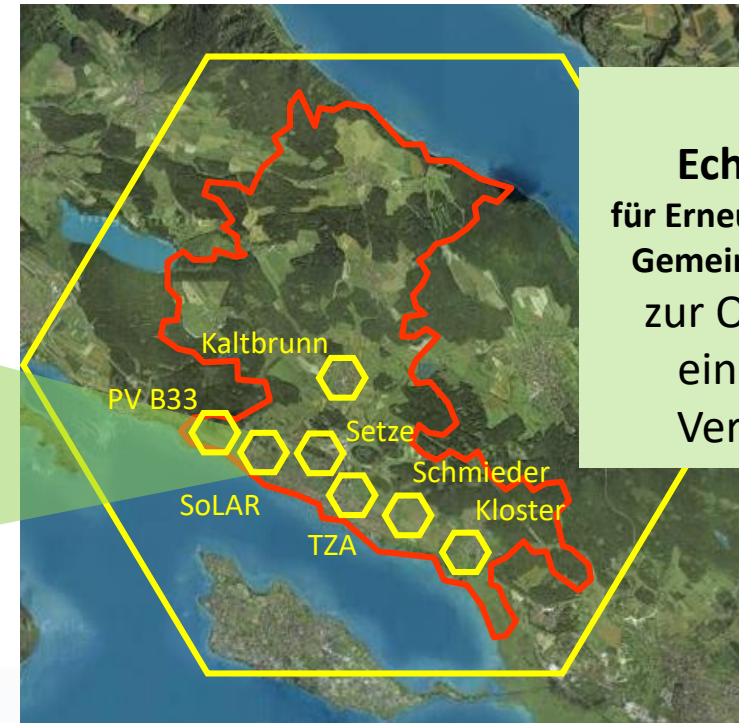 Ech
für Erneu
Gemein
zur O
ein
Ver
Kaltbrunn
PV B33
Setze
Schmieder
SoLAR
Kloster
TZA